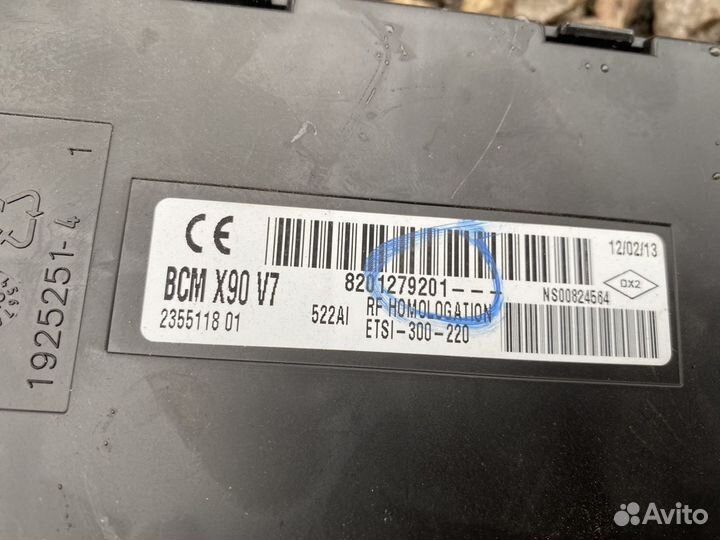 1925251-4 1
CE
BCM X90 V7
2355118 01
8201279201---
522AI RF HOMOLOGATION
ETSI-300-220
12/02/13
NS00824564
OX2
Avito